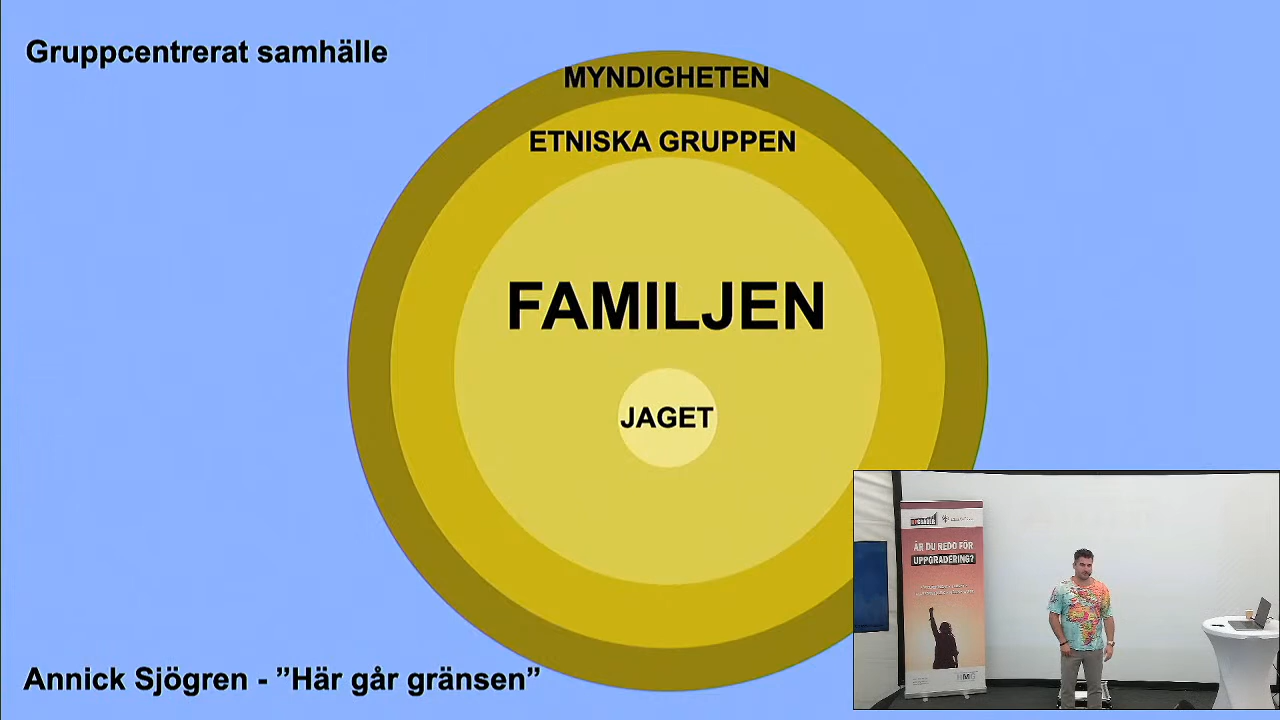 Gruppcentrerat samhälle
MYNDIGHETEN
ETNISKA GRUPPEN
FAMILJEN
JAGET
Annick Sjögren - ”Här går gränsen”
ÄR DU REDO FÖR
UPPGRADERING?